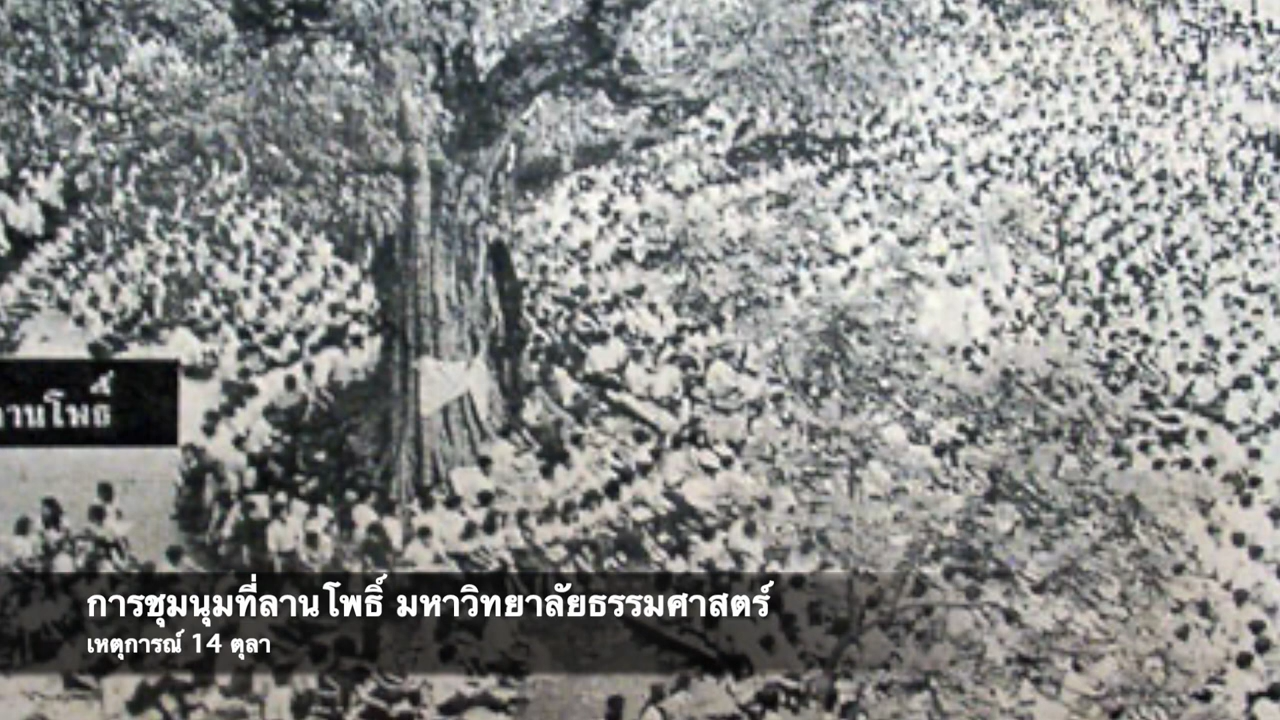 ลานโพธิ์
การชุมนุมที่ลานโพธิ์ มหาวิทยาลัยธรรมศาสตร์
เหตุการณ์ 14 ตุลา